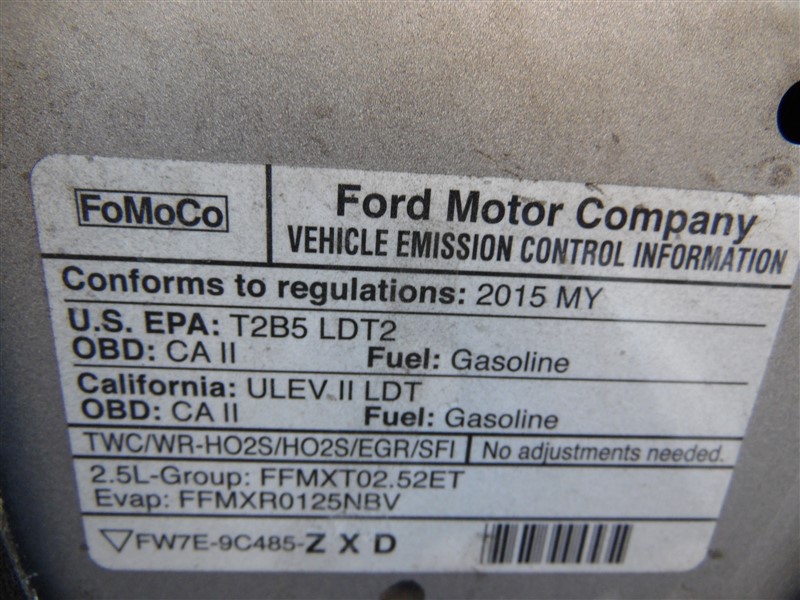 FoMoCo
Ford Motor Company
VEHICLE EMISSION CONTROL INFORMATION
Conforms to regulations: 2015 MY
U.S. EPA: T2B5 LDT2
OBD: CA II Fuel: Gasoline
California: ULEV II LDT
OBD: CA II Fuel: Gasoline
TWC/WR-HO2S/HO2S/EGR/SFI No adjustments needed.
2.5L-Group: FFMXT02.52ET
Evap: FFMXR0125NBV
FW7E-9C485-Z X D